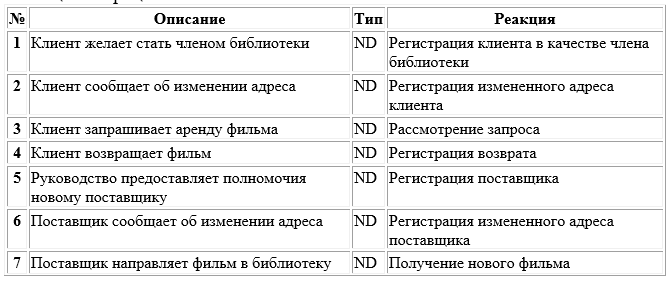 № Описание Тип Реакция
1 Клиент желает стать членом библиотеки ND Регистрация клиента в качестве члена
библиотеки
2 Клиент сообщает об изменении адреса ND Регистрация измененного адреса
клиента
3 Клиент запрашивает аренду фильма ND Рассмотрение запроса
4 Клиент возвращает фильм ND Регистрация возврата
5 Руководство предоставляет полномочия ND Регистрация поставщика
новому поставщику
6 Поставщик сообщает об изменении адреса ND Регистрация измененного адреса
поставщика
7 Поставщик направляет фильм в библиотеку ND Получение нового фильма